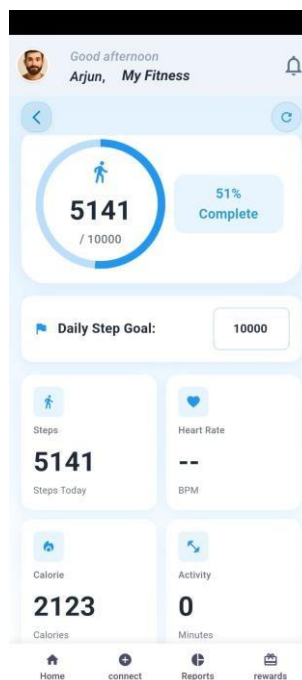 Good afternoon
Arjun, My Fitness
5141
/ 10000
51%
Complete
Daily Step Goal:
10000
Steps
5141
Steps Today
Heart Rate
--
BPM
Calorie
2123
Calories
Activity
0
Minutes
Home
connect
Reports
rewards